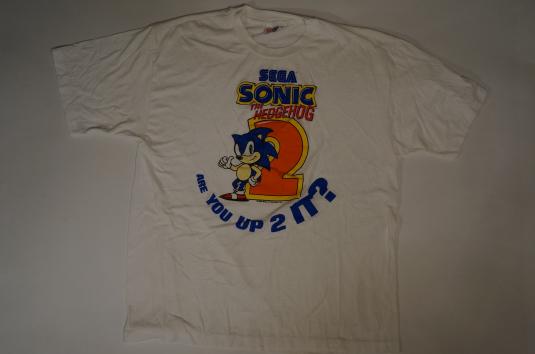 SEGA
SONIC
THE
HEDGEHOG
2
ARE YOU UP 2 IT?